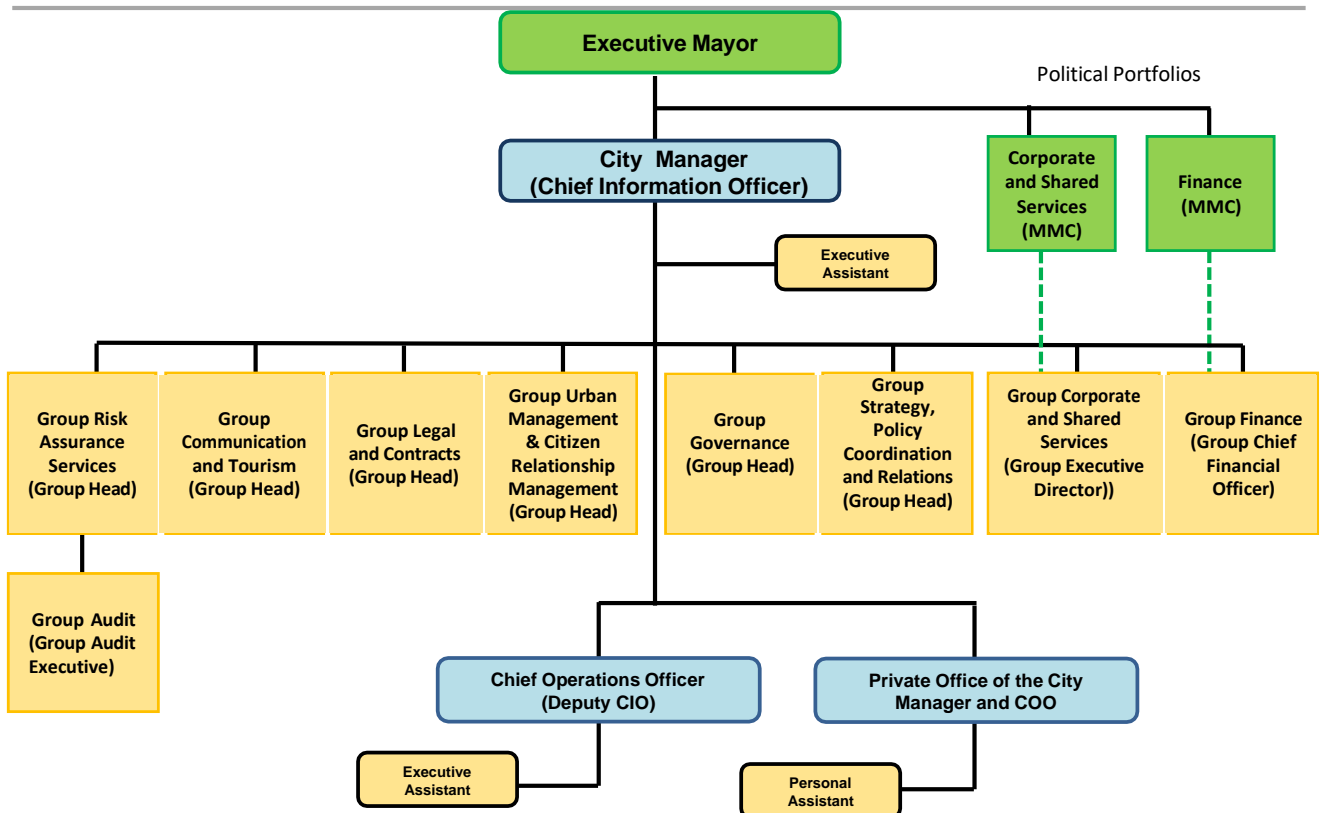 Executive Mayor
Political Portfolios
City Manager
(Chief Information Officer)
Corporate
and Shared
Services
(MMC)
Finance
(MMC)
Executive
Assistant
Group Risk
Assurance
Services
(Group Head)
Group
Communication
and Tourism
(Group Head)
Group Legal
and Contracts
(Group Head)
Group Urban
Management
& Citizen
Relationship
Management
(Group Head)
Group
Governance
(Group Head)
Group
Strategy,
Policy
Coordination
and Relations
(Group Head)
Group Corporate
and Shared
Services
(Group Executive
Director))
Group Finance
(Group Chief
Financial
Officer)
Group Audit
(Group Audit
Executive)
Chief Operations Officer
(Deputy CIO)
Private Office of the City
Manager and COO
Executive
Assistant
Personal
Assistant